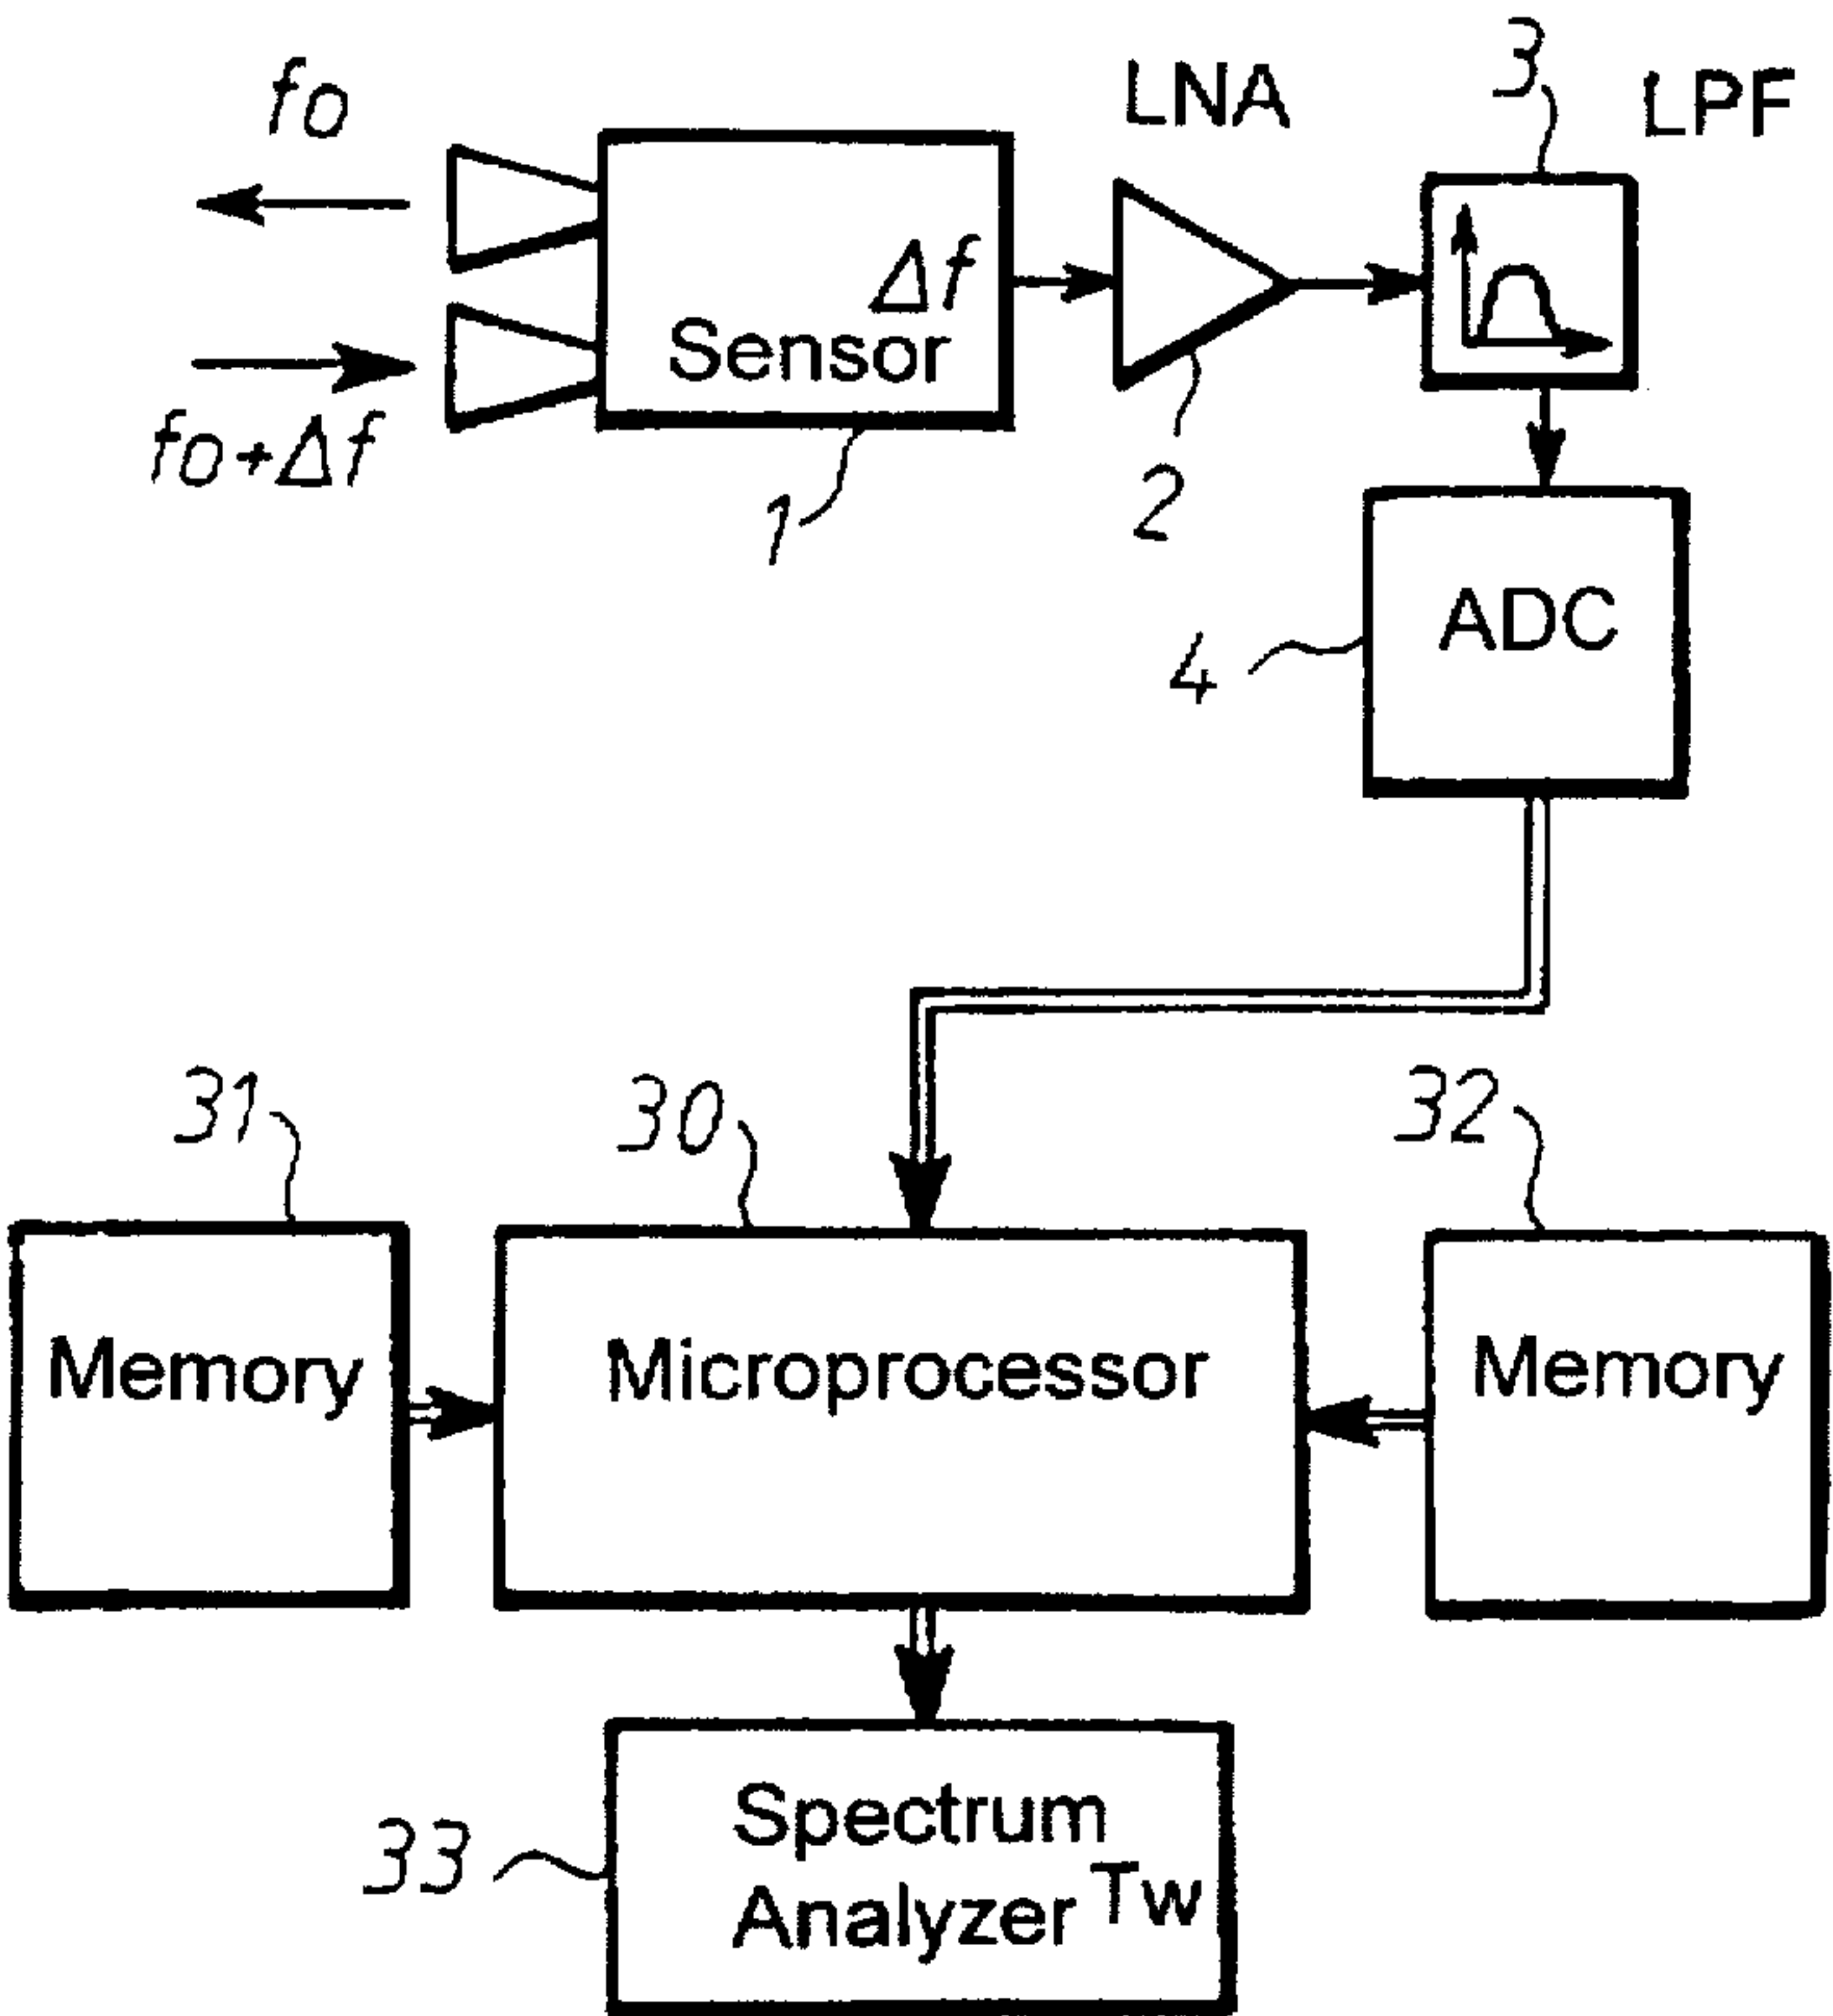 fo
LNA
3
LPF
Δf
Sensor
fo+Δf
1
2
ADC
4
31
30
32
Memory
Microprocessor
Memory
33
Spectrum
Analyzer Tw